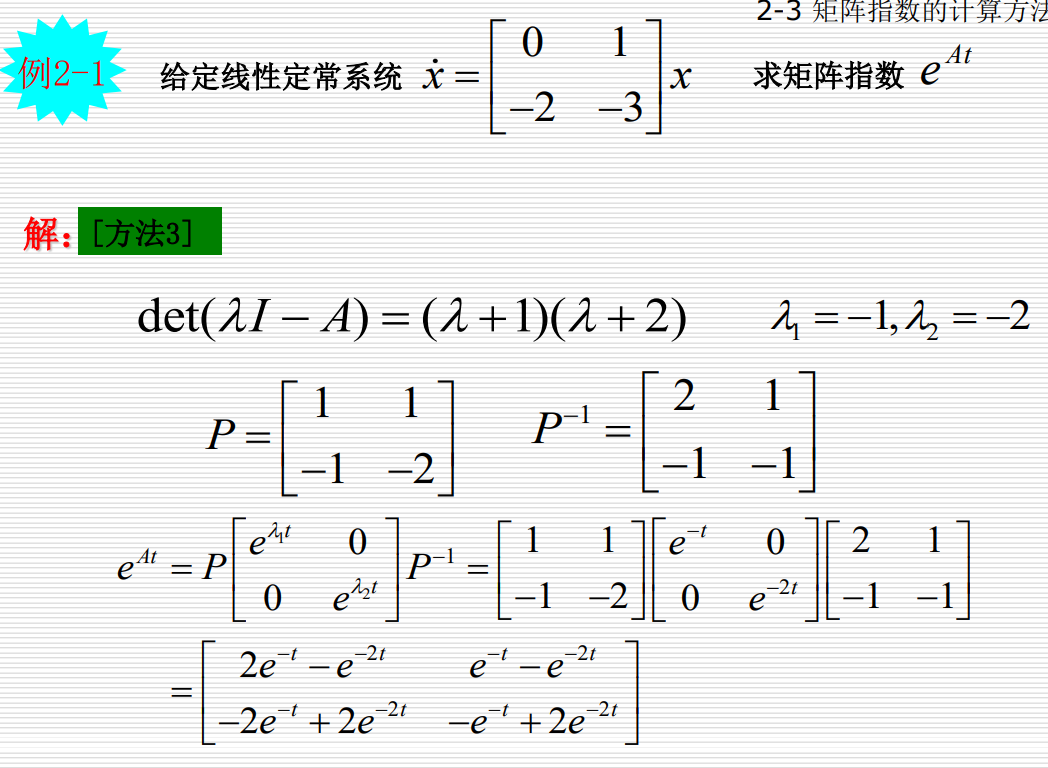 2-3 矩阵指数的计算方法
例2-1 给定线性定常系统 $\dot{x} = \begin{bmatrix} 0 & 1 \\ -2 & -3 \end{bmatrix} x$ 求矩阵指数 $e^{At}$
解：[方法3]
$\det(\lambda I - A) = (\lambda + 1)(\lambda + 2)$ $\lambda_1 = -1, \lambda_2 = -2$
$P = \begin{bmatrix} 1 & 1 \\ -1 & -2 \end{bmatrix}$ $P^{-1} = \begin{bmatrix} 2 & 1 \\ -1 & -1 \end{bmatrix}$
$e^{At} = P \begin{bmatrix} e^{\lambda_1 t} & 0 \\ 0 & e^{\lambda_2 t} \end{bmatrix} P^{-1} = \begin{bmatrix} 1 & 1 \\ -1 & -2 \end{bmatrix} \begin{bmatrix} e^{-t} & 0 \\ 0 & e^{-2t} \end{bmatrix} \begin{bmatrix} 2 & 1 \\ -1 & -1 \end{bmatrix}$
$= \begin{bmatrix} 2e^{-t} - e^{-2t} & e^{-t} - e^{-2t} \\ -2e^{-t} + 2e^{-2t} & -e^{-t} + 2e^{-2t} \end{bmatrix}$